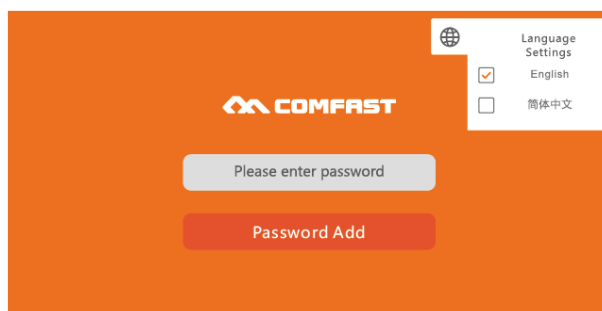 Language
Settings
English
简体中文
COMFAST
Please enter password
Password Add